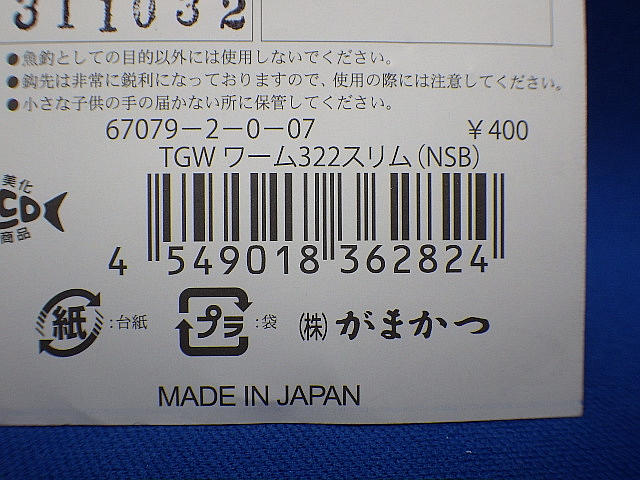 311032
●魚釣としての目的以外には使用しないでください。
●鈎先は非常に鋭利になっておりますので、使用の際には注意してください。
●小さな子供の手の届かない所に保管してください。
67079-2-0-07 ￥400
TGW ワーム322スリム(NSB)
美化
CD
商品
4 549018 362824
紙 :台紙 プラ :袋 (株)がまかつ
MADE IN JAPAN